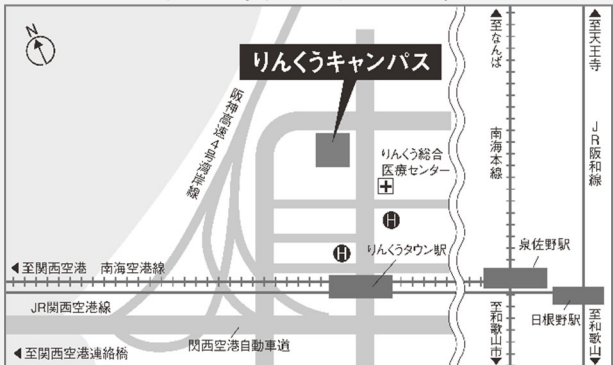 N
りんくうキャンパス
阪神高速4号湾岸線
りんくう総合
医療センター
H
H
りんくうタウン駅
▲至なんば
南海本線
▲至天王寺
JR阪和線
泉佐野駅
日根野駅
◀至関西空港 南海空港線
JR関西空港線
◀至関西空港連絡橋
関西空港自動車道
至和歌山市▼
至和歌山▼